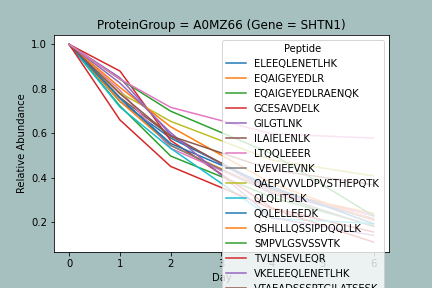 ProteinGroup = A0MZ66 (Gene = SHTN1)
Relative Abundance
1.0
0.8
0.6
0.4
0.2
0
1
2
3
6
Day
Peptide
ELEEQLENETLHK
EQAIGEYEDLR
EQAIGEYEDLRAENQK
GCESAVDELK
GILGTLNK
ILAIELENLK
LTQQLEEER
LVEVIEEVNK
QAEPVVVLDPVSTHEPQTK
QLQLITSLK
QQLELLEEDK
QSHLLLQSSIPDQQLLK
SMPVLGSVSSVTK
TVLNSEVLEQR
VKELEEQLENETLHK